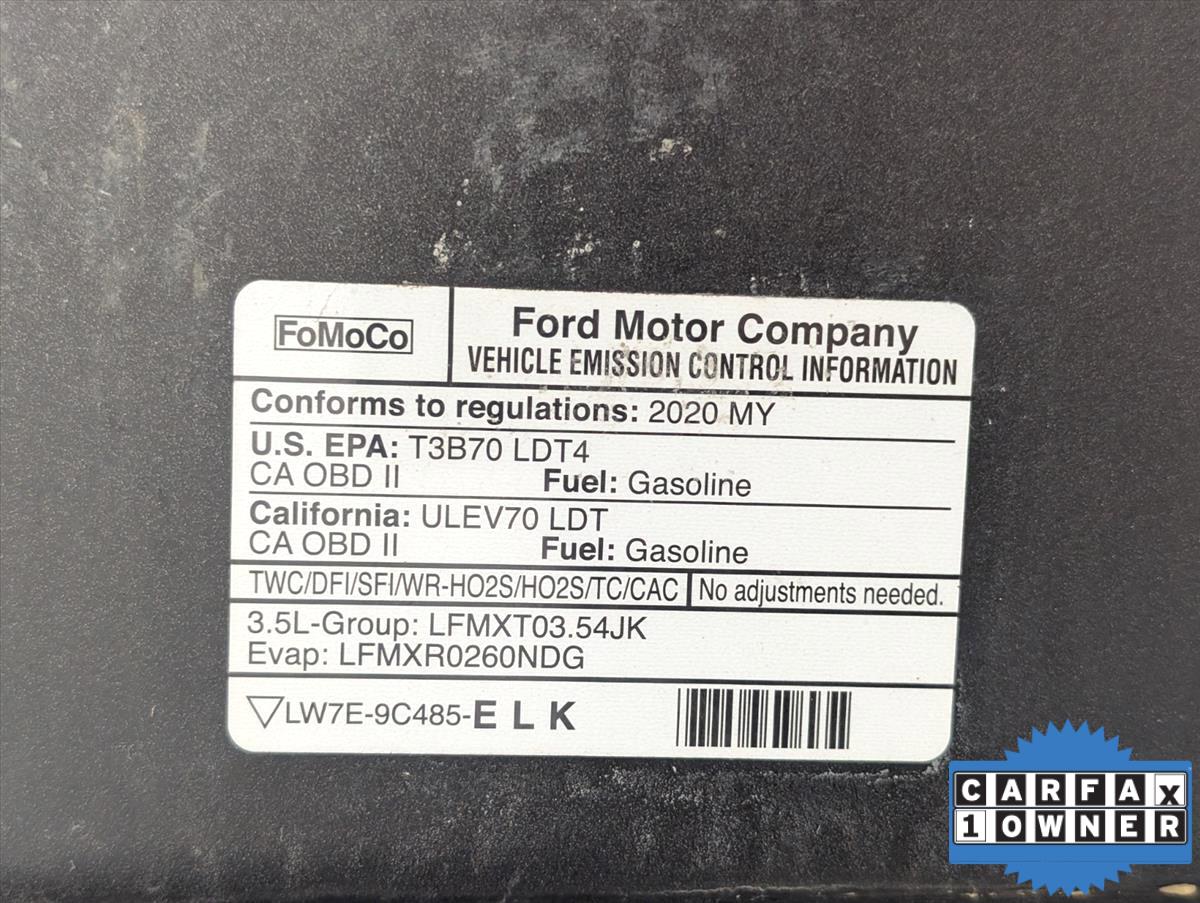 FoMoCo
Ford Motor Company
VEHICLE EMISSION CONTROL INFORMATION
Conforms to regulations: 2020 MY
U.S. EPA: T3B70 LDT4
CA OBD II Fuel: Gasoline
California: ULEV70 LDT
CA OBD II Fuel: Gasoline
TWC/DFI/SFI/WR-HO2S/HO2S/TC/CAC No adjustments needed.
3.5L-Group: LFMXT03.54JK
Evap: LFMXR0260NDG
LW7E-9C485-E L K
CARFAX
1 OWNER